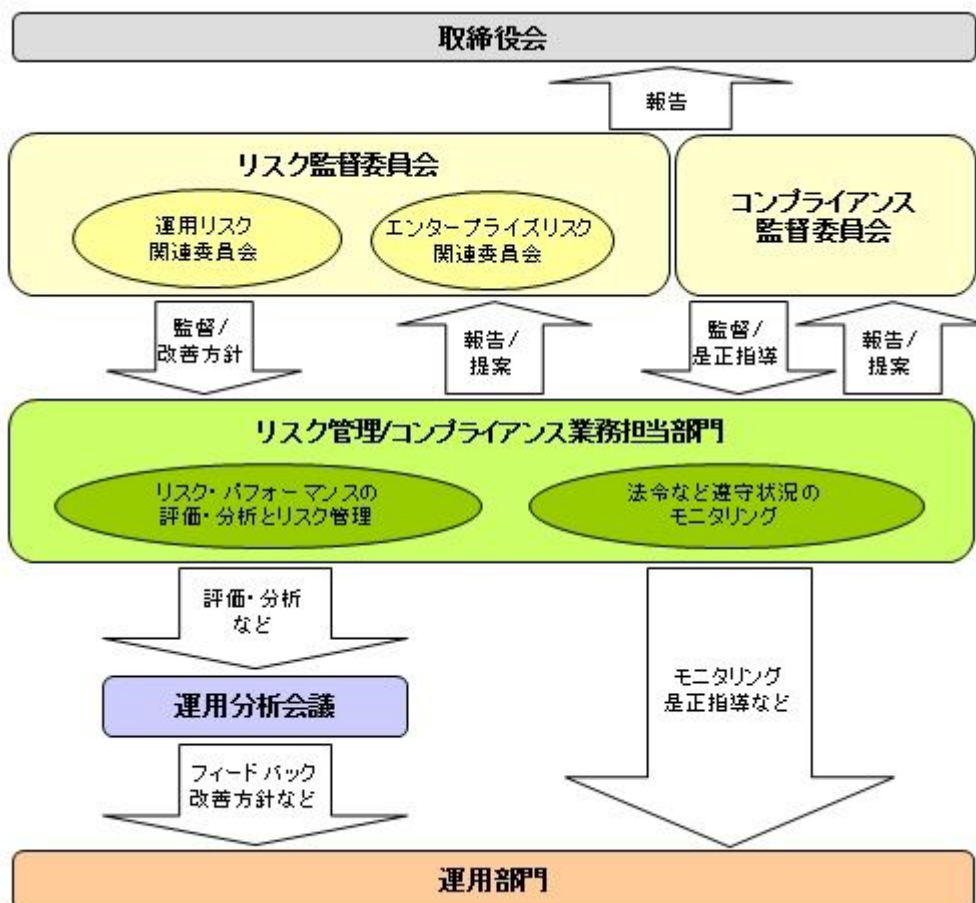 取締役会
報告
リスク監督委員会
運用リスク
関連委員会
エンタープライズリスク
関連委員会
コンプライアンス
監督委員会
監督/
改善方針
報告/
提案
監督/
是正指導
報告/
提案
リスク管理/コンプライアンス業務担当部門
リスク・パフォーマンスの
評価・分析とリスク管理
法令など遵守状況の
モニタリング
評価・分析
など
運用分析会議
モニタリング
是正指導など
フィードバック
改善方針など
運用部門